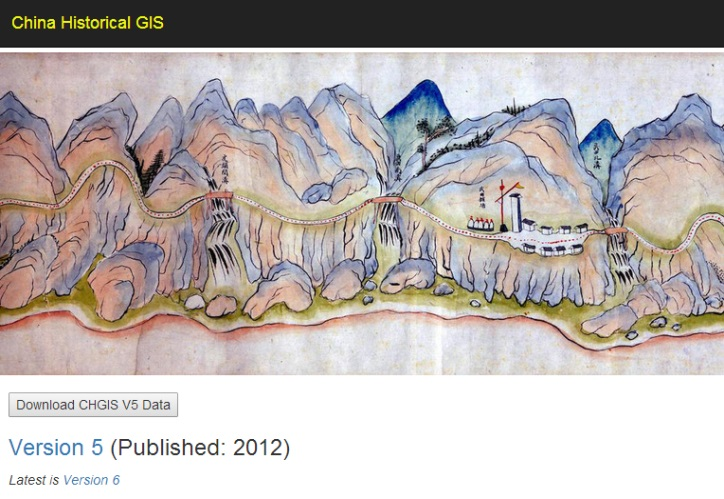 China Historical GIS
Download CHGIS V5 Data
Version 5 (Published: 2012)
Latest is Version 6